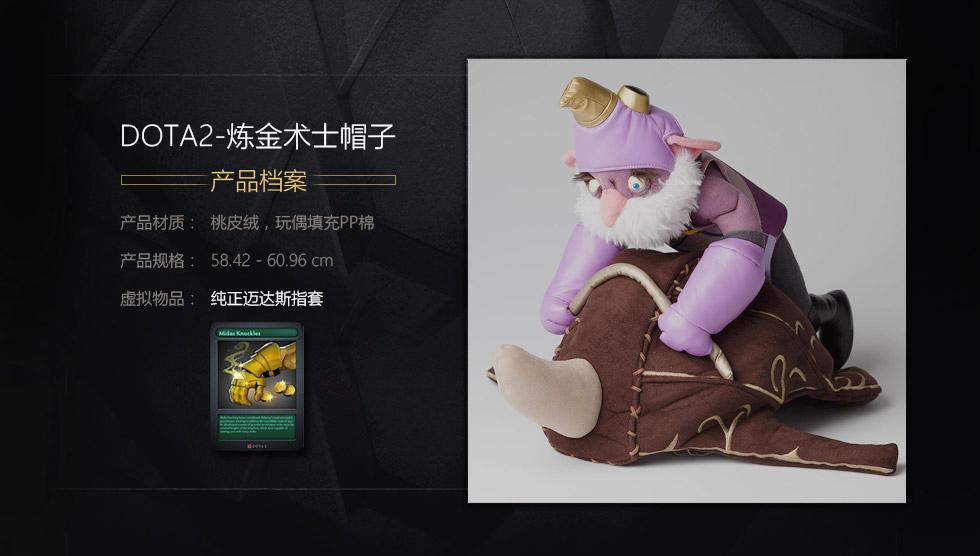 DOTA2-炼金术士帽子
产品档案
产品材质： 桃皮绒，玩偶填充PP棉
产品规格： 58.42 - 60.96 cm
虚拟物品： 纯正迈达斯指套
Midas Knuckles
DOTA 2